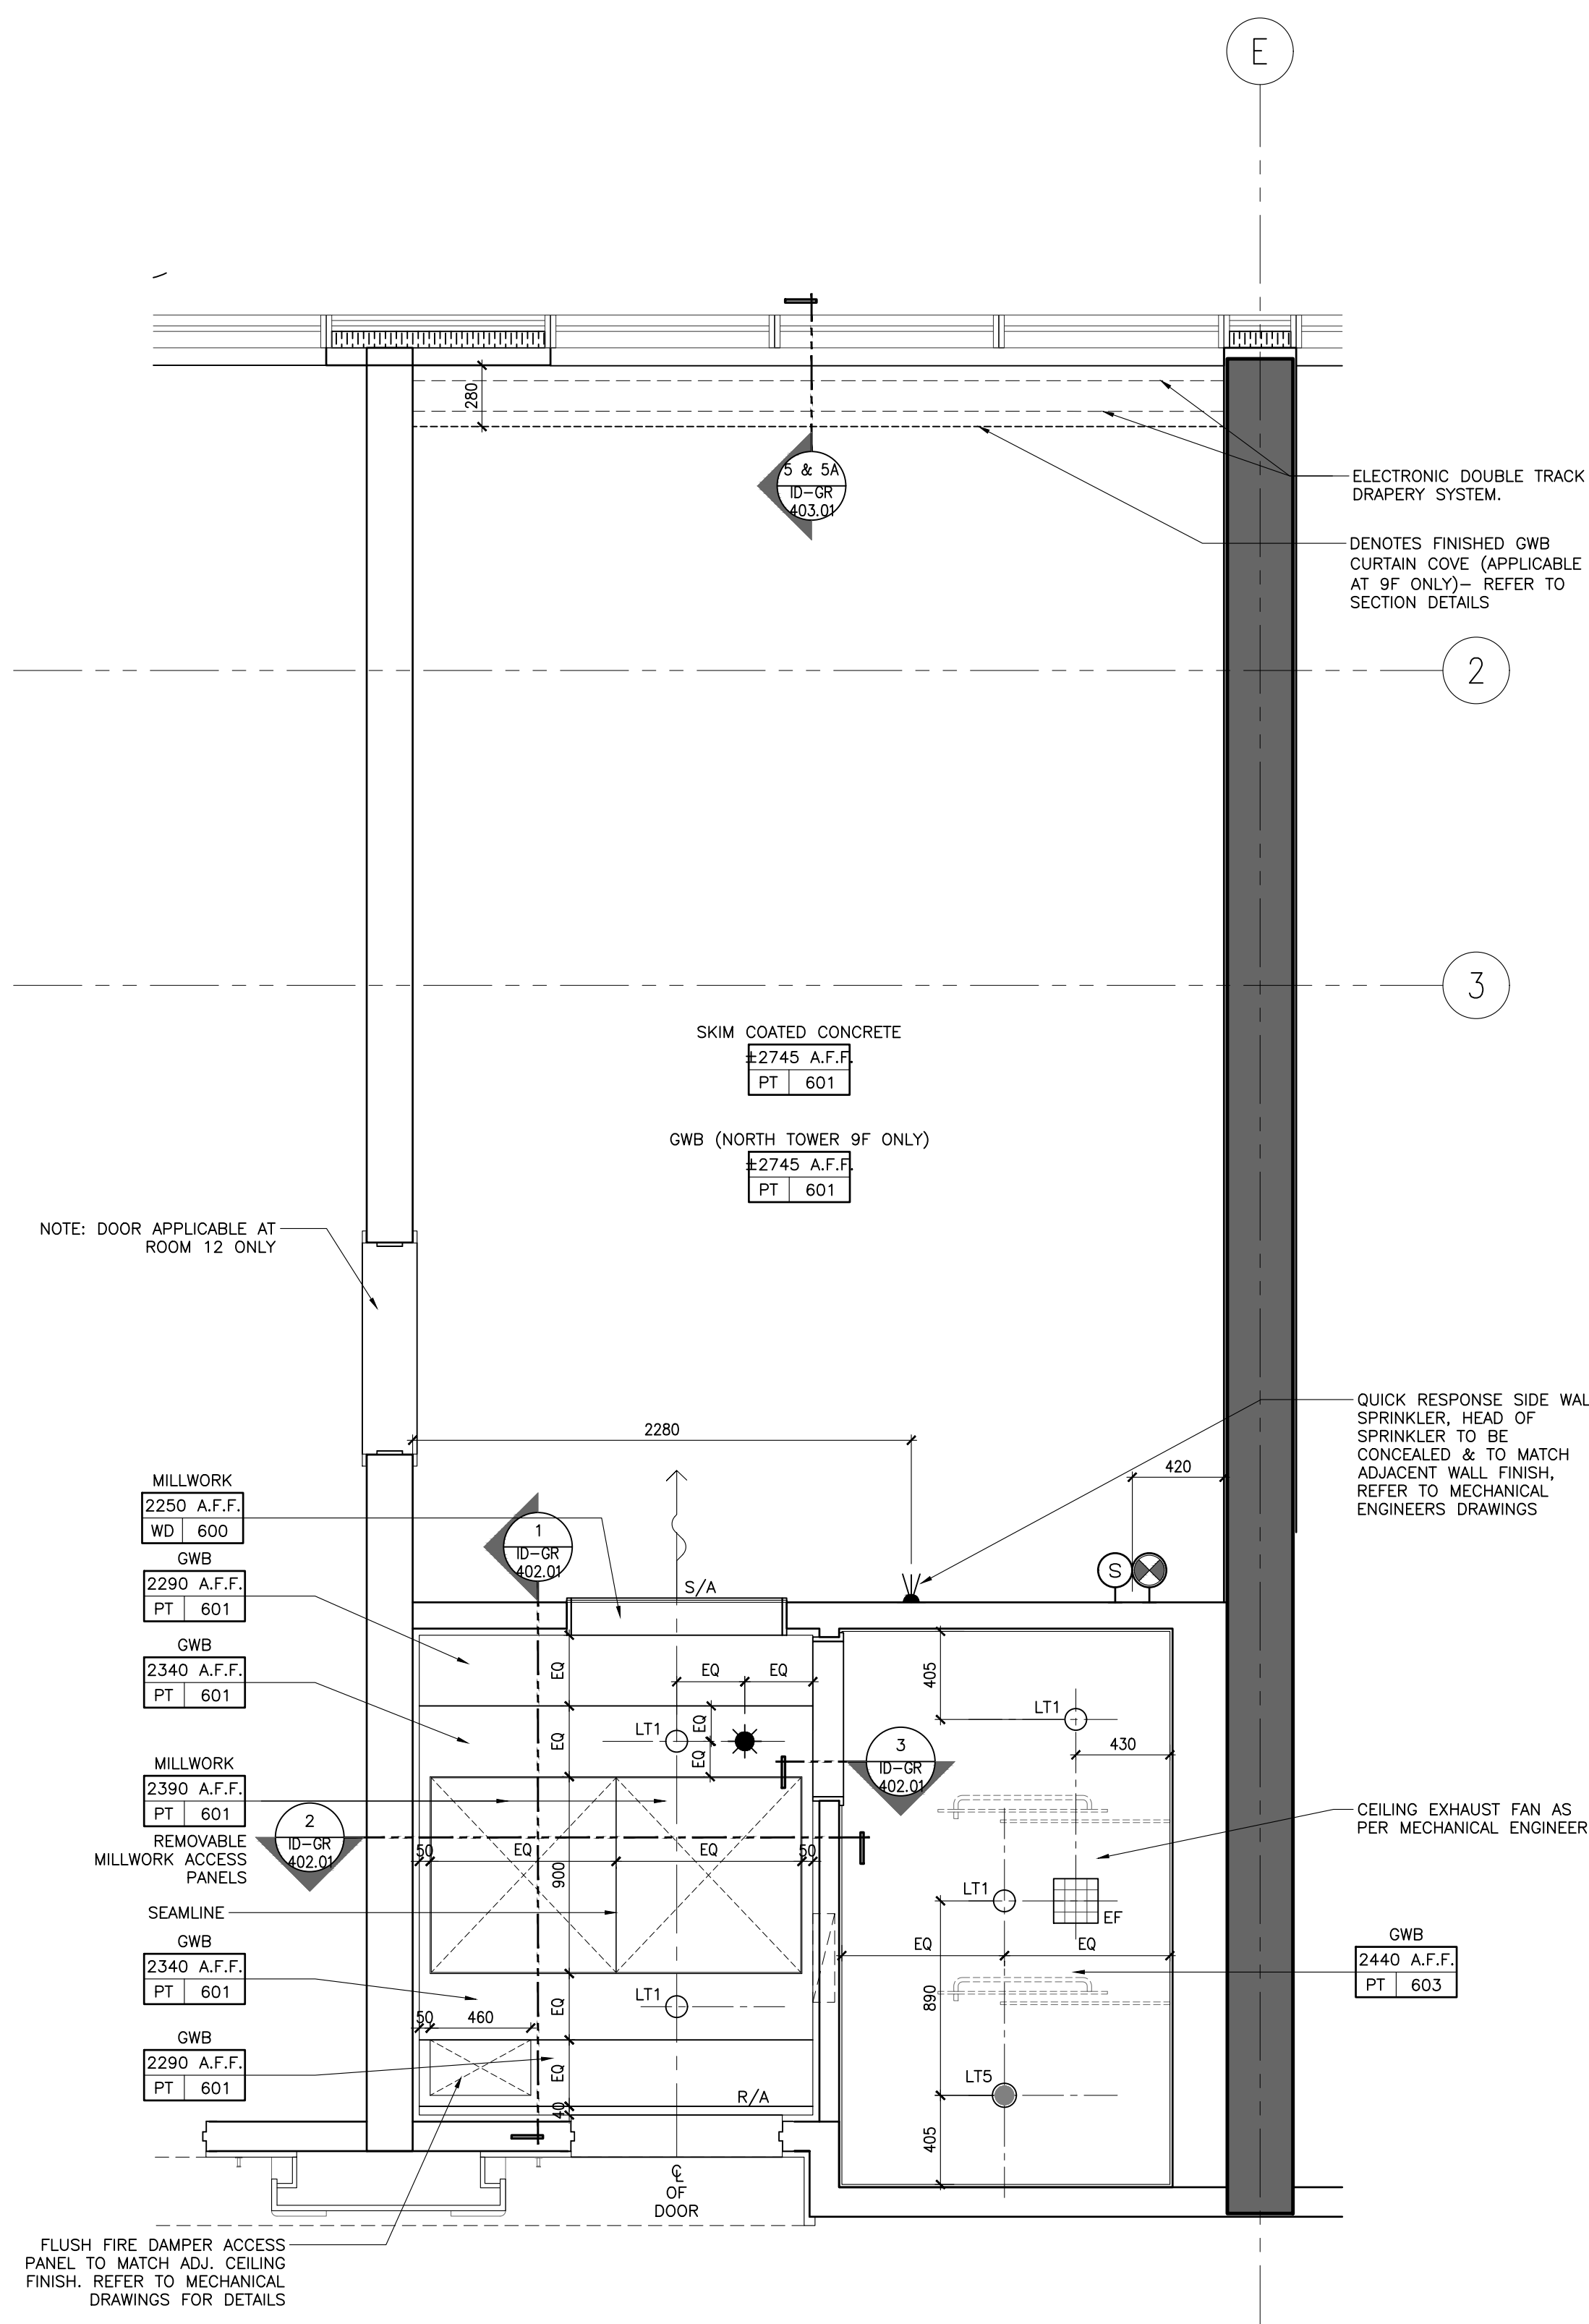 E
280
5 & 5A
ID-GR
403.01
ELECTRONIC DOUBLE TRACK
DRAPERY SYSTEM.
DENOTES FINISHED GWB
CURTAIN COVE (APPLICABLE
AT 9F ONLY)- REFER TO
SECTION DETAILS
2
3
SKIM COATED CONCRETE
±2745 A.F.F.
PT 601
GWB (NORTH TOWER 9F ONLY)
±2745 A.F.F.
PT 601
NOTE: DOOR APPLICABLE AT
ROOM 12 ONLY
2280
420
QUICK RESPONSE SIDE WAL
SPRINKLER, HEAD OF
SPRINKLER TO BE
CONCEALED & TO MATCH
ADJACENT WALL FINISH,
REFER TO MECHANICAL
ENGINEERS DRAWINGS
MILLWORK
2250 A.F.F.
WD 600
1
ID-GR
402.01
S
S/A
GWB
2290 A.F.F.
PT 601
GWB
2340 A.F.F.
PT 601
EQ
EQ EQ
405
LT1
EQ
LT1
EQ
EQ
430
3
ID-GR
402.01
MILLWORK
2390 A.F.F.
PT 601
REMOVABLE
MILLWORK ACCESS
PANELS
2
ID-GR
402.01
CEILING EXHAUST FAN AS
PER MECHANICAL ENGINEER
50 EQ EQ 50
900
LT1
EF
SEAMLINE
EQ EQ
GWB
2440 A.F.F.
PT 603
GWB
2340 A.F.F.
PT 601
LT1
EQ
890
50 460
GWB
2290 A.F.F.
PT 601
EQ
LT5
R/A
40
405
℄
OF
DOOR
FLUSH FIRE DAMPER ACCESS
PANEL TO MATCH ADJ. CEILING
FINISH. REFER TO MECHANICAL
DRAWINGS FOR DETAILS